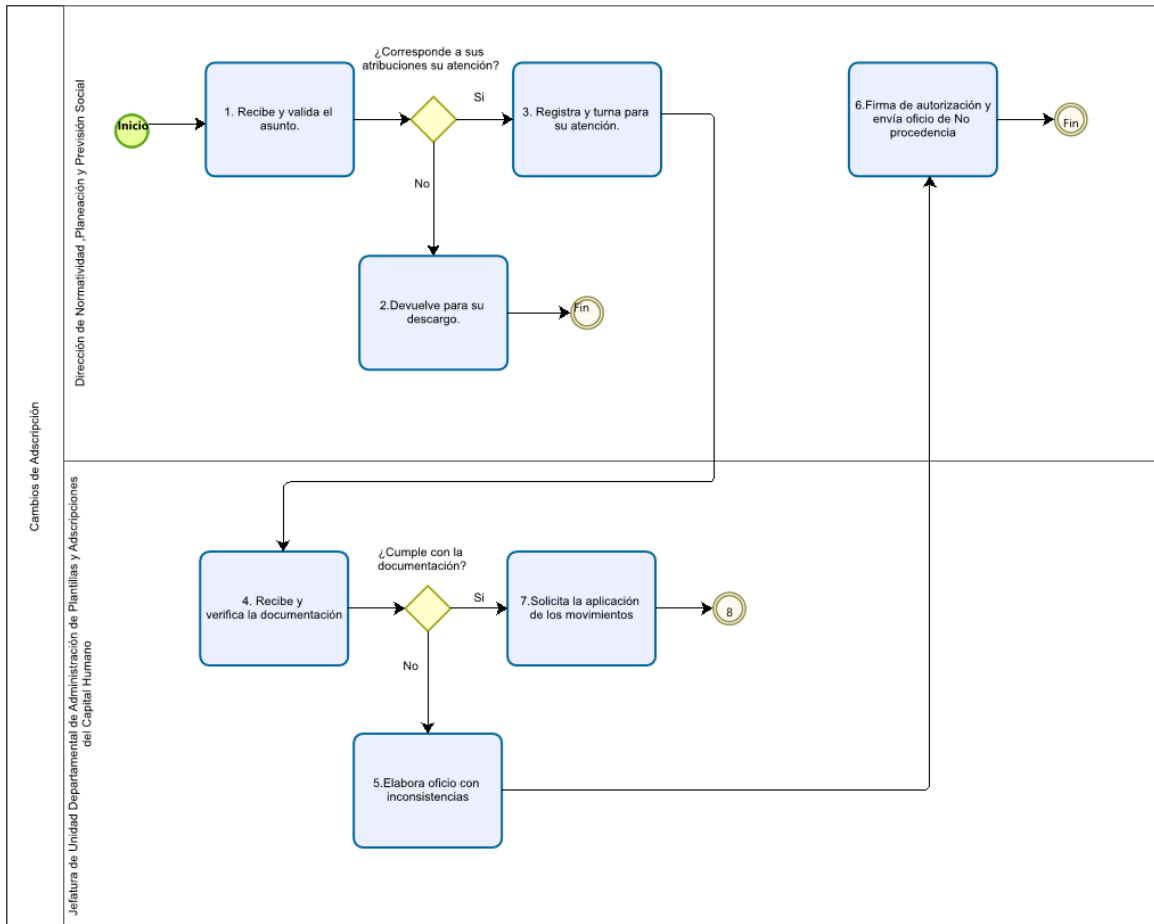 Cambios de Adscripción
Dirección de Normatividad ,Planeación y Previsión Social
Inicio
1. Recibe y valida el
asunto.
¿Corresponde a sus
atribuciones su atención?
Si
No
3. Registra y turna para
su atención.
2.Devuelve para su
descargo.
Fin
6.Firma de autorización y
envía oficio de No
procedencia
Fin
Jefatura de Unidad Departamental de Administración de Plantillas y Adscripciones
del Capital Humano
4. Recibe y
verifica la documentación
¿Cumple con la
documentación?
Si
No
7.Solicita la aplicación
de los movimientos
8
5.Elabora oficio con
inconsistencias